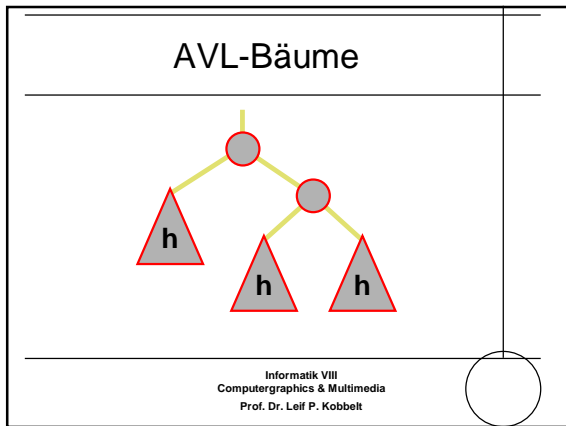 AVL-Bäume
h
h
h
Informatik VIII
Computergraphics & Multimedia
Prof. Dr. Leif P. Kobbelt